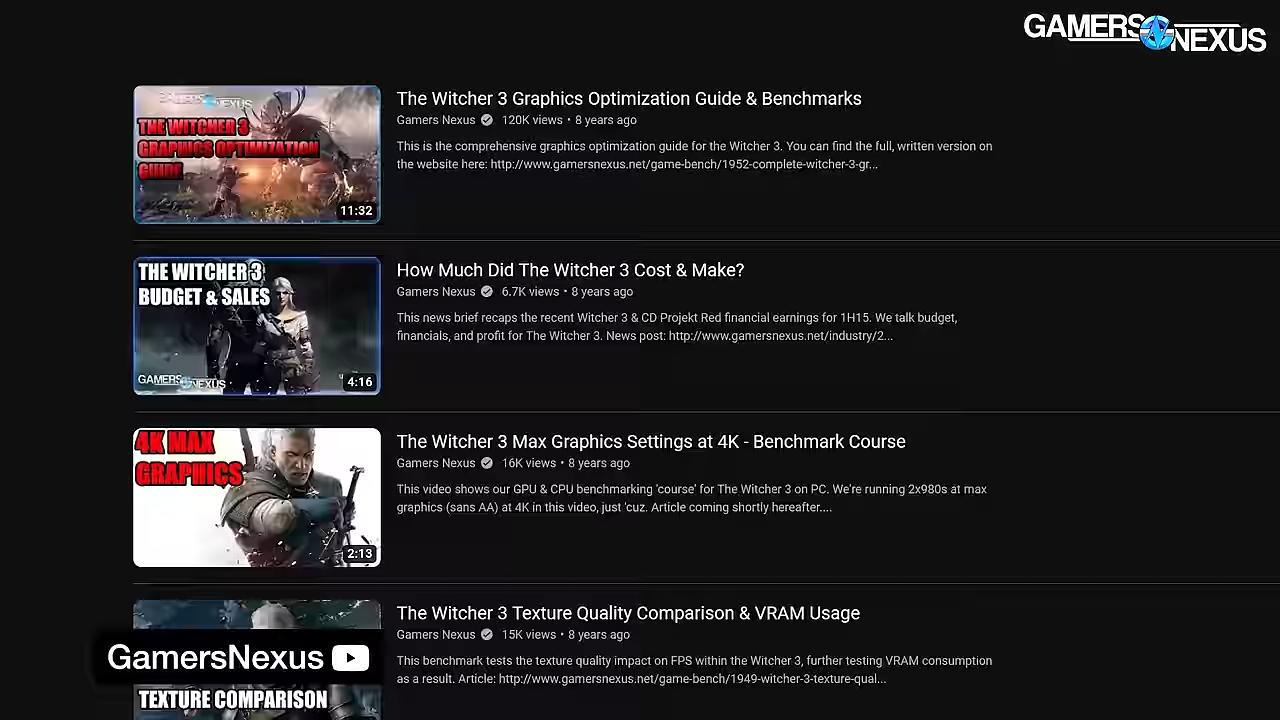 GAMERS NEXUS
GAMERS NEXUS
THE WITCHER 3
GRAPHICS OPTIMIZATION
GUIDE
11:32
The Witcher 3 Graphics Optimization Guide & Benchmarks
Gamers Nexus 120K views • 8 years ago
This is the comprehensive graphics optimization guide for the Witcher 3. You can find the full, written version on
the website here: http://www.gamersnexus.net/game-bench/1952-complete-witcher-3-gr...
THE WITCHER 3
BUDGET & SALES
GAMERS NEXUS
4:16
How Much Did The Witcher 3 Cost & Make?
Gamers Nexus 6.7K views • 8 years ago
This news brief recaps the recent Witcher 3 & CD Projekt Red financial earnings for 1H15. We talk budget,
financials, and profit for The Witcher 3. News post: http://www.gamersnexus.net/industry/2...
4K MAX
GRAPHICS
2:13
The Witcher 3 Max Graphics Settings at 4K - Benchmark Course
Gamers Nexus 16K views • 8 years ago
This video shows our GPU & CPU benchmarking 'course' for The Witcher 3 on PC. We're running 2x980s at max
graphics (sans AA) at 4K in this video, just 'cuz. Article coming shortly hereafter....
The Witcher 3 Texture Quality Comparison & VRAM Usage
Gamers Nexus 15K views • 8 years ago
This benchmark tests the texture quality impact on FPS within the Witcher 3, further testing VRAM consumption
as a result. Article: http://www.gamersnexus.net/game-bench/1949-witcher-3-texture-qual...
GamersNexus
TEXTURE COMPARISON